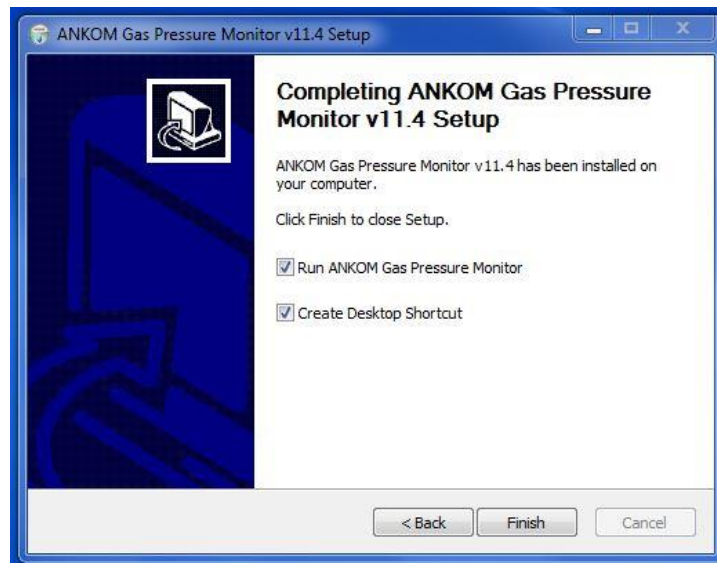 ANKOM Gas Pressure Monitor v11.4 Setup
Completing ANKOM Gas Pressure
Monitor v11.4 Setup
ANKOM Gas Pressure Monitor v11.4 has been installed on
your computer.
Click Finish to close Setup.
Run ANKOM Gas Pressure Monitor
Create Desktop Shortcut
< Back
Finish
Cancel